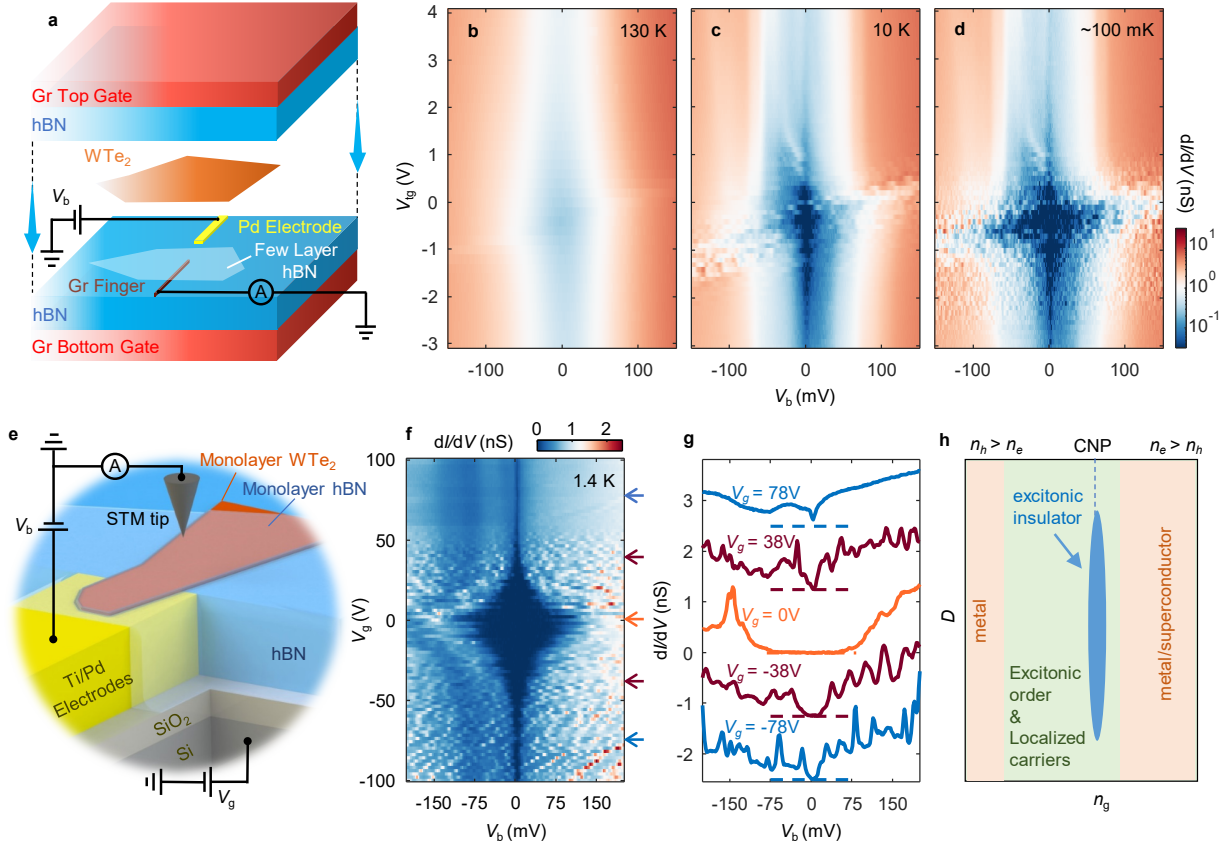 a
Gr Top Gate
hBN
WTe2
Vb
Pd Electrode
Few Layer
hBN
Gr Finger
A
hBN
Gr Bottom Gate
b
130 K
c
10 K
d
~100 mK
4
3
2
1
0
-1
-2
-3
Vtg (V)
-100
0
100
-100
0
100
-100
0
100
Vb (mV)
dI/dV (nS)
10^1
10^0
10^-1
e
A
Monolayer WTe2
Monolayer hBN
STM tip
Vb
Ti/Pd
Electrodes
hBN
SiO2
Si
Vg
f
dI/dV (nS)
0
1
2
1.4 K
100
50
0
-50
-100
Vg (V)
-150
-75
0
75
150
Vb (mV)
g
Vg = 78V
Vg = 38V
Vg = 0V
Vg = -38V
Vg = -78V
3
2
1
0
-1
-2
dI/dV (nS)
-150
-75
0
75
150
Vb (mV)
h
nh > ne
CNP
ne > nh
excitonic
insulator
metal
metal/superconductor
Excitonic
order
&
Localized
carriers
D
ng